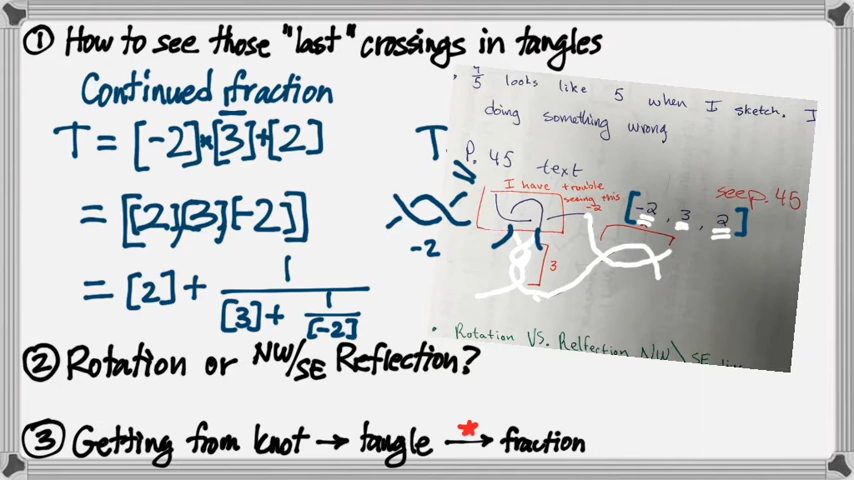 ① How to see those "last" crossings in tangles
Continued fraction
T = [-2]*[3]+[2]
= [[2],[3],[-2]]
= [2] + 1
[3] + 1
[-2]
T
-2
. 7/5 looks like 5 when I sketch. I
doing something wrong
. P. 45 text
I have trouble
seeing this
-2
[-2, 3, 2]
see p. 45
3
• Rotation VS. Relfection NW\SE
② Rotation or NW/SE Reflection?
③ Getting from knot → tangle * → fraction